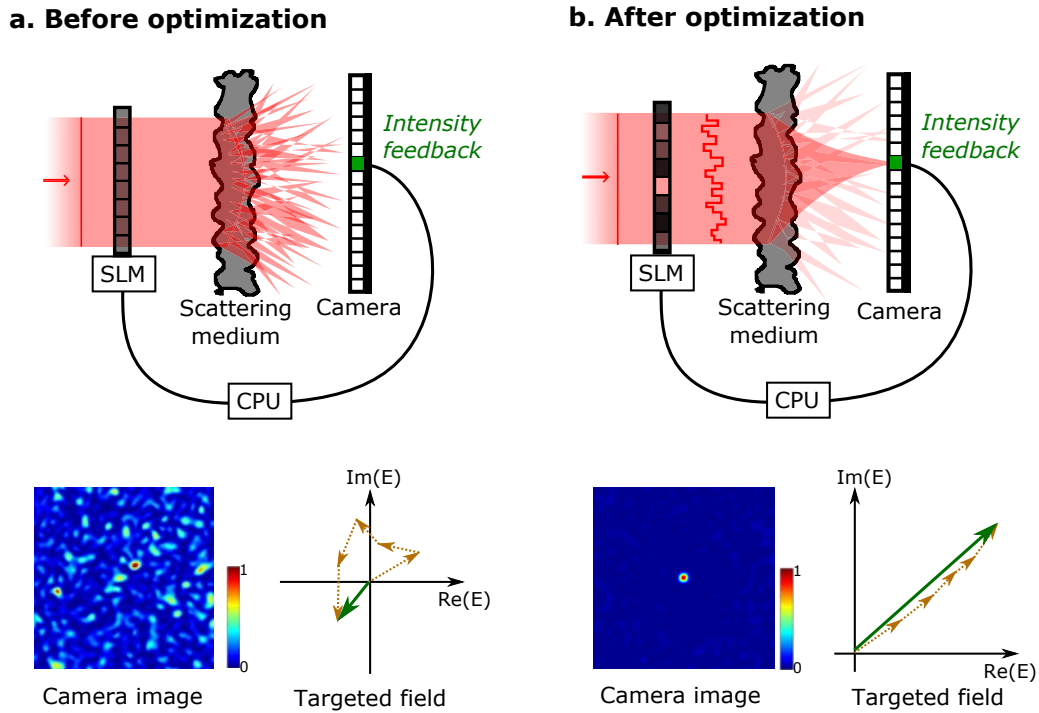 a. Before optimization
Intensity
feedback
SLM
Scattering
medium
Camera
CPU
Im(E)
1
0
Re(E)
Camera image
Targeted field
b. After optimization
Intensity
feedback
SLM
Scattering
medium
Camera
CPU
Im(E)
1
0
Re(E)
Camera image
Targeted field